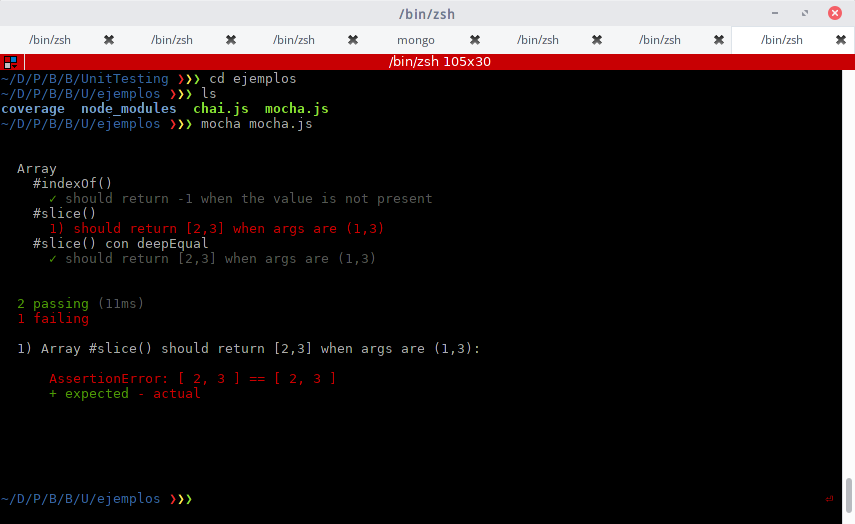 /bin/zsh
/bin/zsh /bin/zsh /bin/zsh mongo /bin/zsh /bin/zsh /bin/zsh
/bin/zsh 105x30
~/D/P/B/B/UnitTesting ❯❯❯ cd ejemplos
~/D/P/B/B/U/ejemplos ❯❯❯ ls
coverage node_modules chai.js mocha.js
~/D/P/B/B/U/ejemplos ❯❯❯ mocha mocha.js
Array
#indexOf()
✓ should return -1 when the value is not present
#slice()
1) should return [2,3] when args are (1,3)
#slice() con deepEqual
✓ should return [2,3] when args are (1,3)
2 passing (11ms)
1 failing
1) Array #slice() should return [2,3] when args are (1,3):
AssertionError: [ 2, 3 ] == [ 2, 3 ]
+ expected - actual
~/D/P/B/B/U/ejemplos ❯❯❯